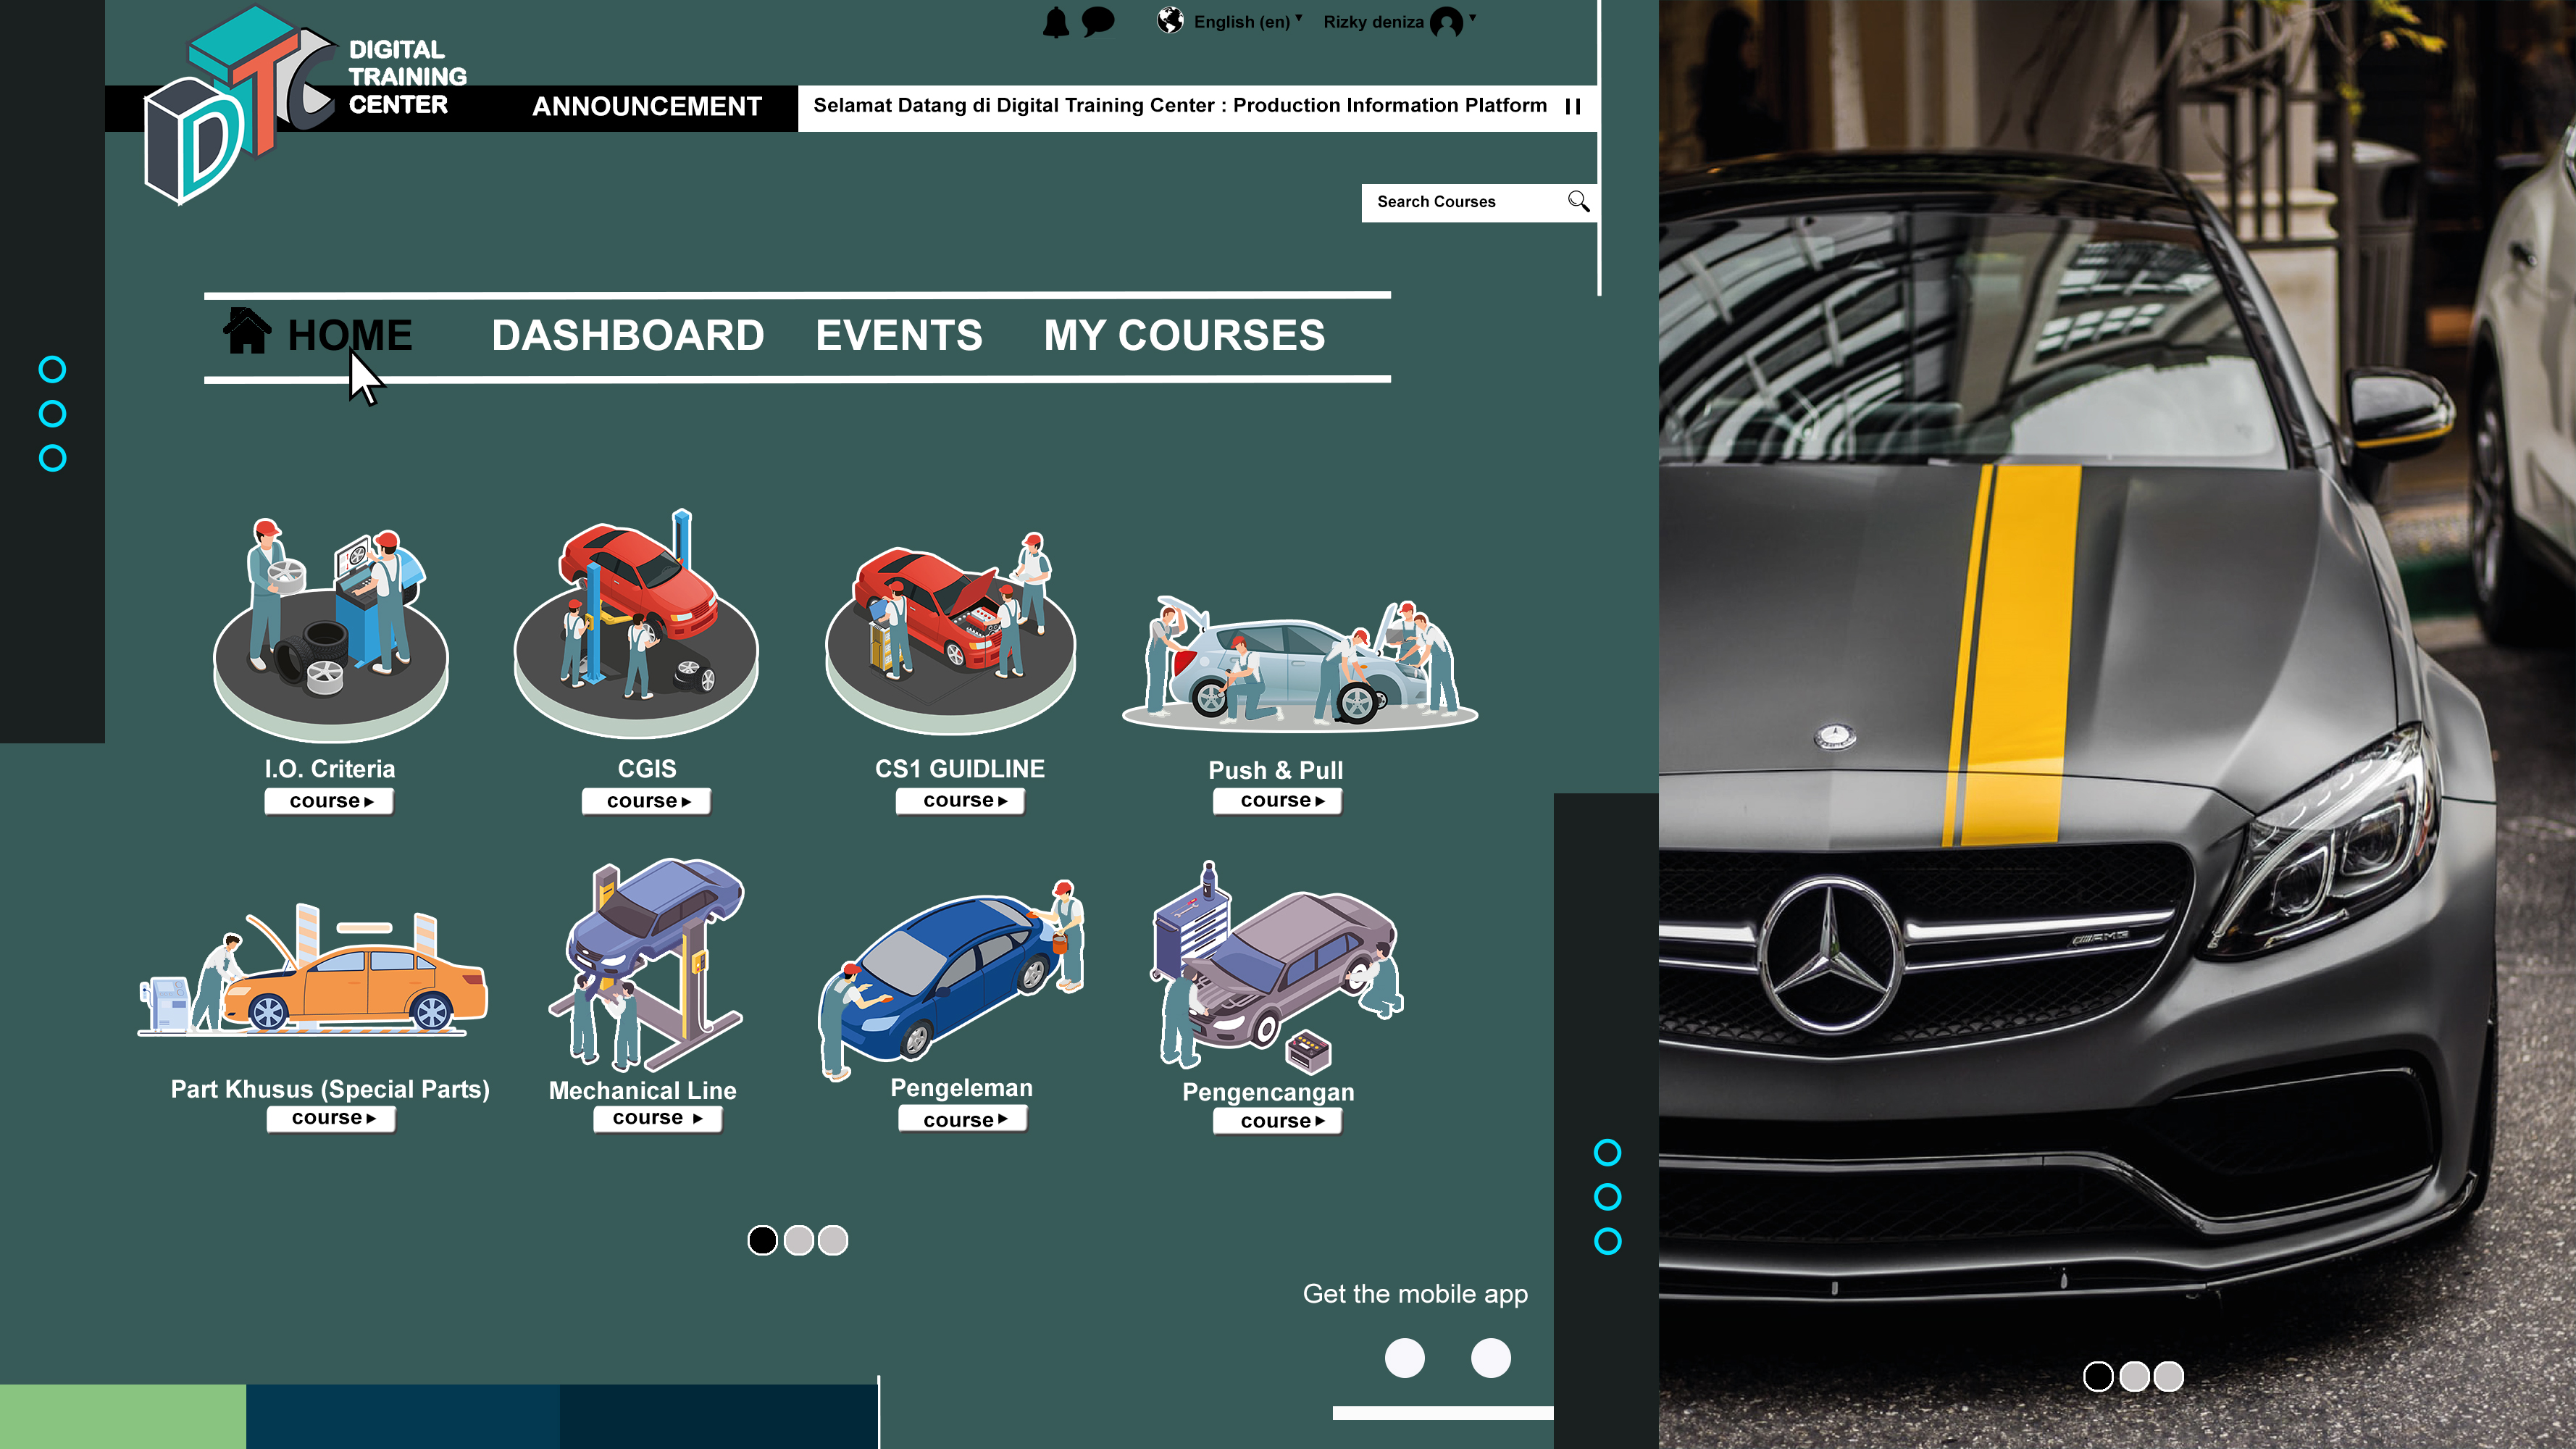 English (en)
Rizky deniza
DTC
DIGITAL
TRAINING
CENTER
ANNOUNCEMENT
Selamat Datang di Digital Training Center : Production Information Platform
Search Courses
HOME
DASHBOARD
EVENTS
MY COURSES
I.O. Criteria
CGIS
CS1 GUIDLINE
Push & Pull
course
course
course
course
Part Khusus (Special Parts)
Mechanical Line
Pengeleman
Pengencangan
course
course
course
course
AMG
Get the mobile app